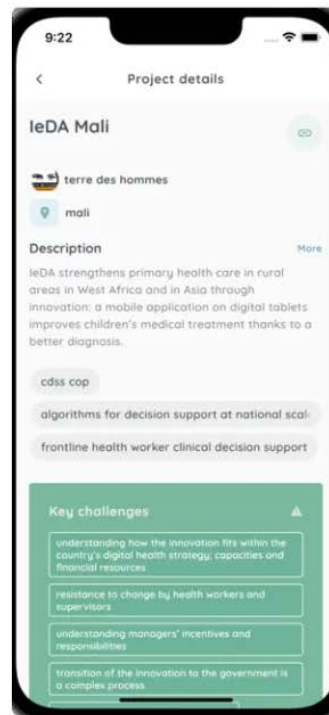 9:22
Project details
IeDA Mali
terre des hommes
mali
Description
More
IeDA strengthens primary health care in rural
areas in West Africa and in Asia through
innovation: a mobile application on digital tablets
improves children's medical treatment thanks to a
better diagnosis.
cdss cop
algorithms for decision support at national scal
frontline health worker clinical decision support
Key challenges
understanding how the innovation fits within the
country's digital health strategy; capacities and
financial resources
resistance to change by health workers and
supervisors
understanding managers' incentives and
responsibilities
transition of the innovation to the government is
a complex process